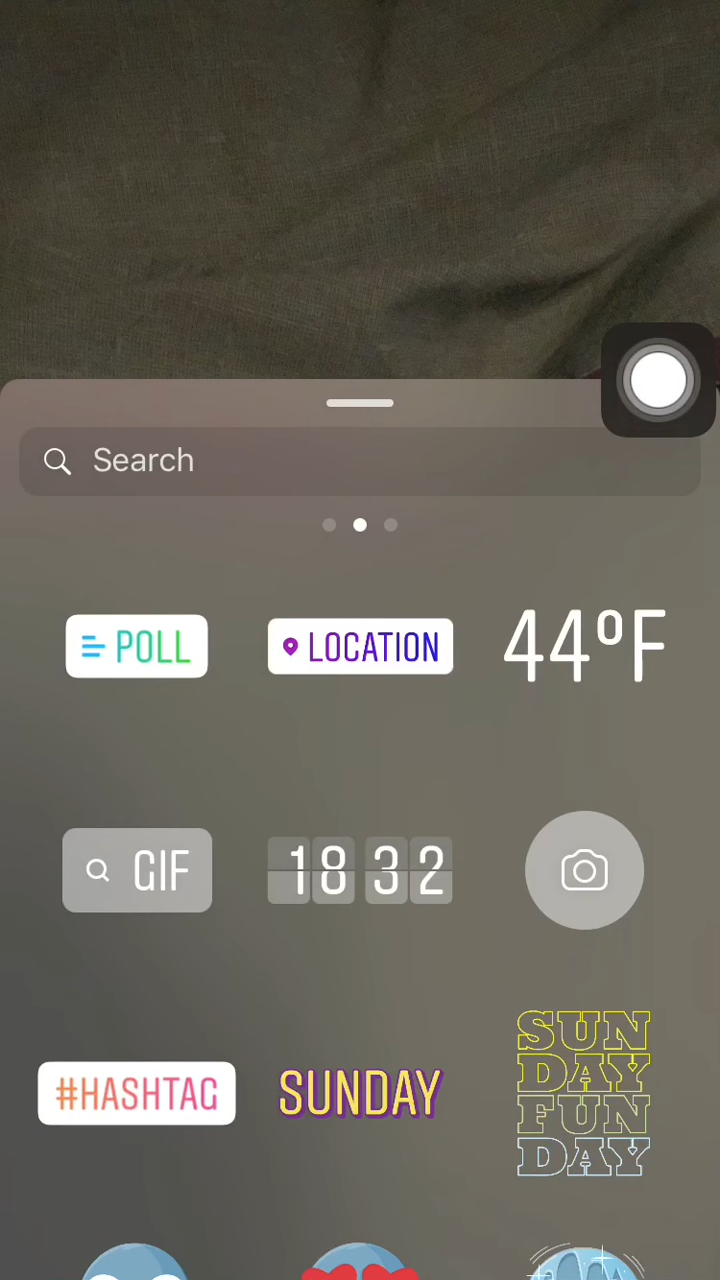 Search
POLL
LOCATION
44°F
GIF
18 32
#HASHTAG
SUNDAY
SUN
DAY
FUN
DAY